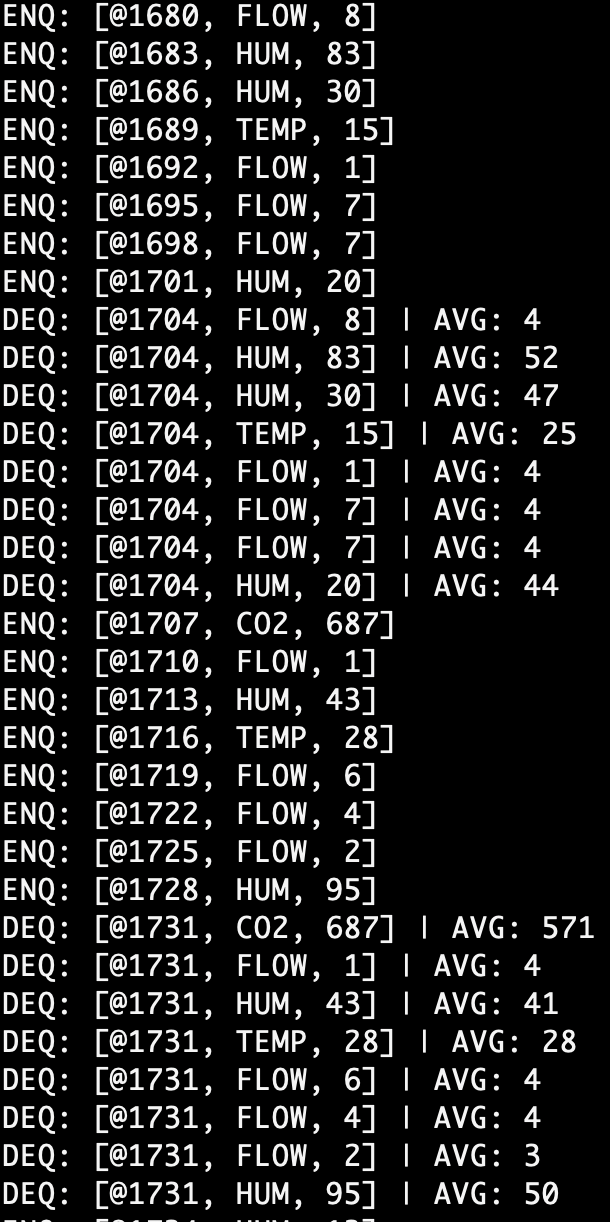 ENQ: [@1680, FLOW, 8]
ENQ: [@1683, HUM, 83]
ENQ: [@1686, HUM, 30]
ENQ: [@1689, TEMP, 15]
ENQ: [@1692, FLOW, 1]
ENQ: [@1695, FLOW, 7]
ENQ: [@1698, FLOW, 7]
ENQ: [@1701, HUM, 20]
DEQ: [@1704, FLOW, 8] | AVG: 4
DEQ: [@1704, HUM, 83] | AVG: 52
DEQ: [@1704, HUM, 30] | AVG: 47
DEQ: [@1704, TEMP, 15] | AVG: 25
DEQ: [@1704, FLOW, 1] | AVG: 4
DEQ: [@1704, FLOW, 7] | AVG: 4
DEQ: [@1704, FLOW, 7] | AVG: 4
DEQ: [@1704, HUM, 20] | AVG: 44
ENQ: [@1707, CO2, 687]
ENQ: [@1710, FLOW, 1]
ENQ: [@1713, HUM, 43]
ENQ: [@1716, TEMP, 28]
ENQ: [@1719, FLOW, 6]
ENQ: [@1722, FLOW, 4]
ENQ: [@1725, FLOW, 2]
ENQ: [@1728, HUM, 95]
DEQ: [@1731, CO2, 687] | AVG: 571
DEQ: [@1731, FLOW, 1] | AVG: 4
DEQ: [@1731, HUM, 43] | AVG: 41
DEQ: [@1731, TEMP, 28] | AVG: 28
DEQ: [@1731, FLOW, 6] | AVG: 4
DEQ: [@1731, FLOW, 4] | AVG: 4
DEQ: [@1731, FLOW, 2] | AVG: 3
DEQ: [@1731, HUM, 95] | AVG: 50